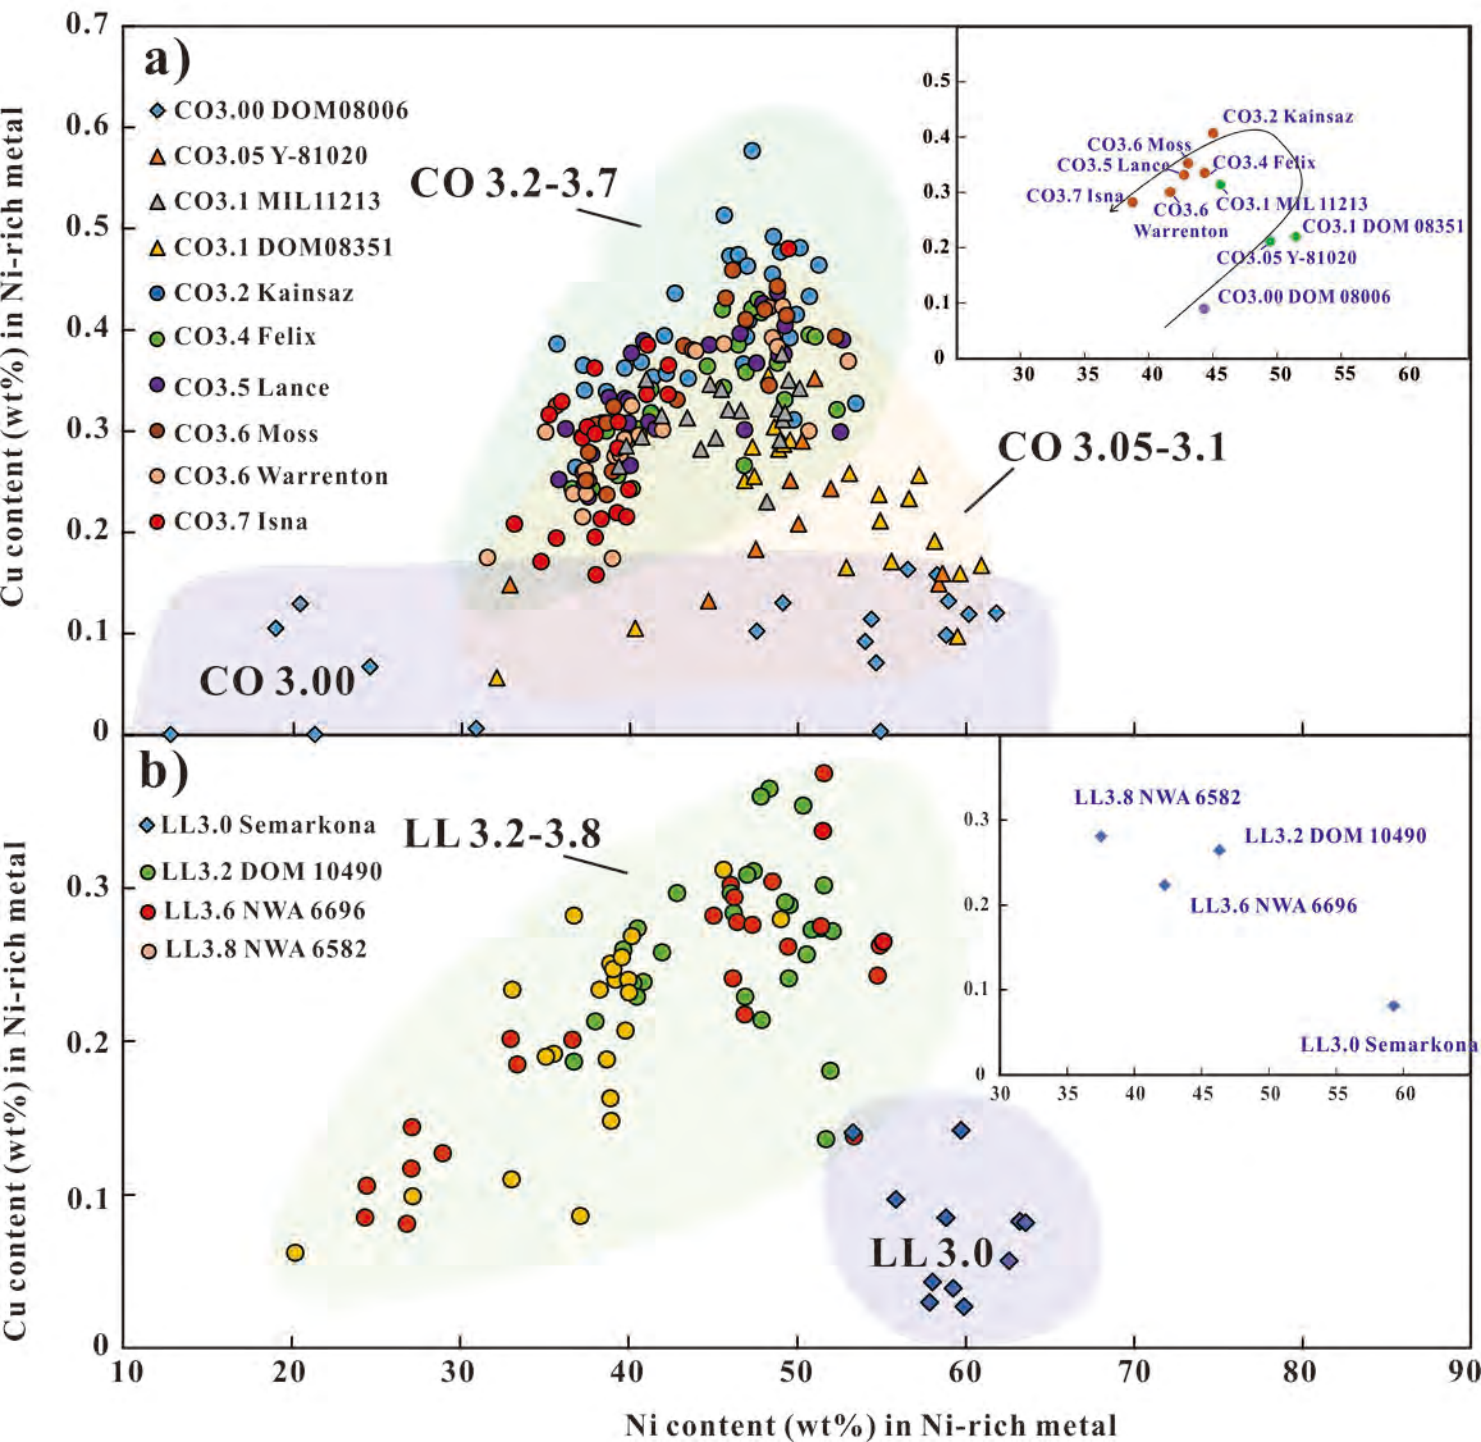 Cu content (wt%) in Ni-rich metal
0.7
0.6
0.5
0.4
0.3
0.2
0.1
0
a)
CO3.00 DOM08006
CO3.05 Y-81020
CO3.1 MIL11213
CO3.1 DOM08351
CO3.2 Kainsaz
CO3.4 Felix
CO3.5 Lance
CO3.6 Moss
CO3.6 Warrenton
CO3.7 Isna
CO 3.2-3.7
CO 3.05-3.1
CO 3.00
0.5
0.4
0.3
0.2
0.1
0
30 35 40 45 50 55 60
CO3.2 Kainsaz
CO3.6 Moss
CO3.5 Lance
CO3.4 Felix
CO3.7 Isna
CO3.6
Warrenton
CO3.1 MIL 11213
CO3.1 DOM 08351
CO3.05 Y-81020
CO3.00 DOM 08006
Cu content (wt%) in Ni-rich metal
0.3
0.2
0.1
0
b)
LL3.0 Semarkona
LL3.2 DOM 10490
LL3.6 NWA 6696
LL3.8 NWA 6582
LL 3.2-3.8
LL 3.0
0.3
0.2
0.1
0
30 35 40 45 50 55 60
LL3.8 NWA 6582
LL3.2 DOM 10490
LL3.6 NWA 6696
LL3.0 Semarkona
10 20 30 40 50 60 70 80 90
Ni content (wt%) in Ni-rich metal